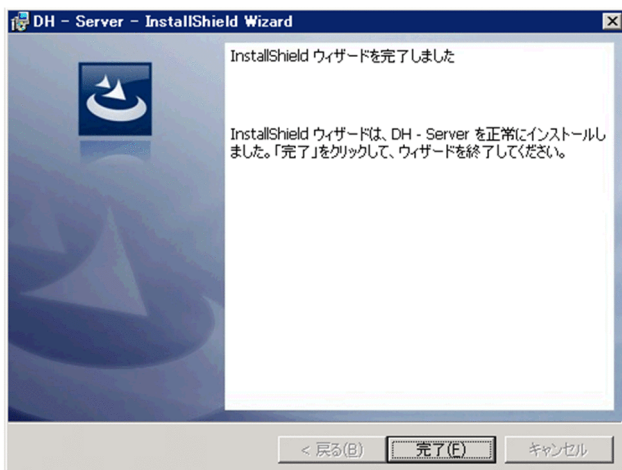 DH - Server - InstallShield Wizard
InstallShield ウィザードを完了しました
InstallShield ウィザードは、DH - Server を正常にインストールし
ました。「完了」をクリックして、ウィザードを終了してください。
< 戻る(B)
完了(F)
キャンセル